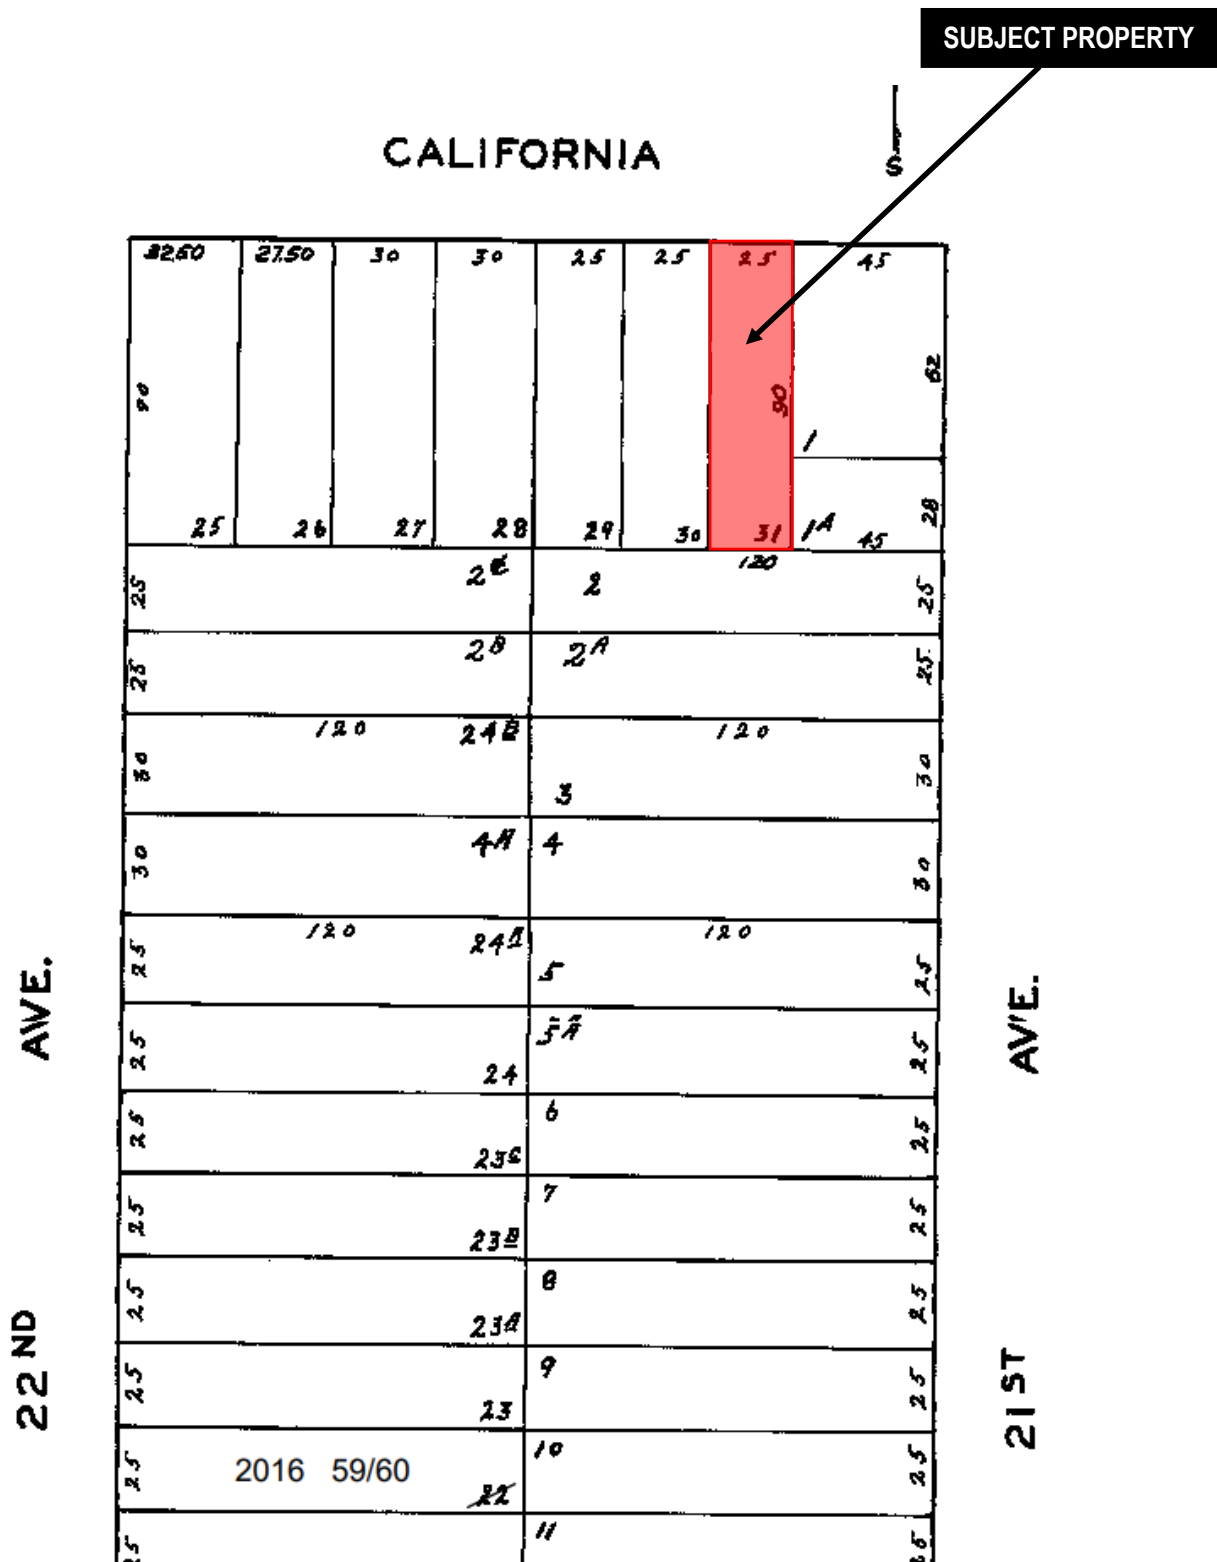 SUBJECT PROPERTY
CALIFORNIA
S
32.50 27.50 30 30 25 25 25 45
90 90 62
1
28
25 26 27 28 29 30 31 1A 45
120
25 2E 2 25
25 2B 2A 25
120 24B 120
30 3 30
30 4A 4 30
120 24A 120
25 5 25
AVE. AVE.
25 5A 25
24
25 6 25
23C
25 7 25
23B
25 8 25
23A
22ND 21ST
25 9 25
23
25 10 25
2016 59/60
22
25 11 25